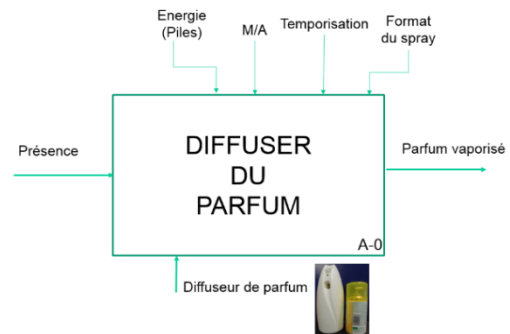 Energie
(Piles)
M/A
Temporisation
Format
du spray
Présence
DIFFUSER
DU
PARFUM
Parfum vaporisé
A-0
Diffuseur de parfum